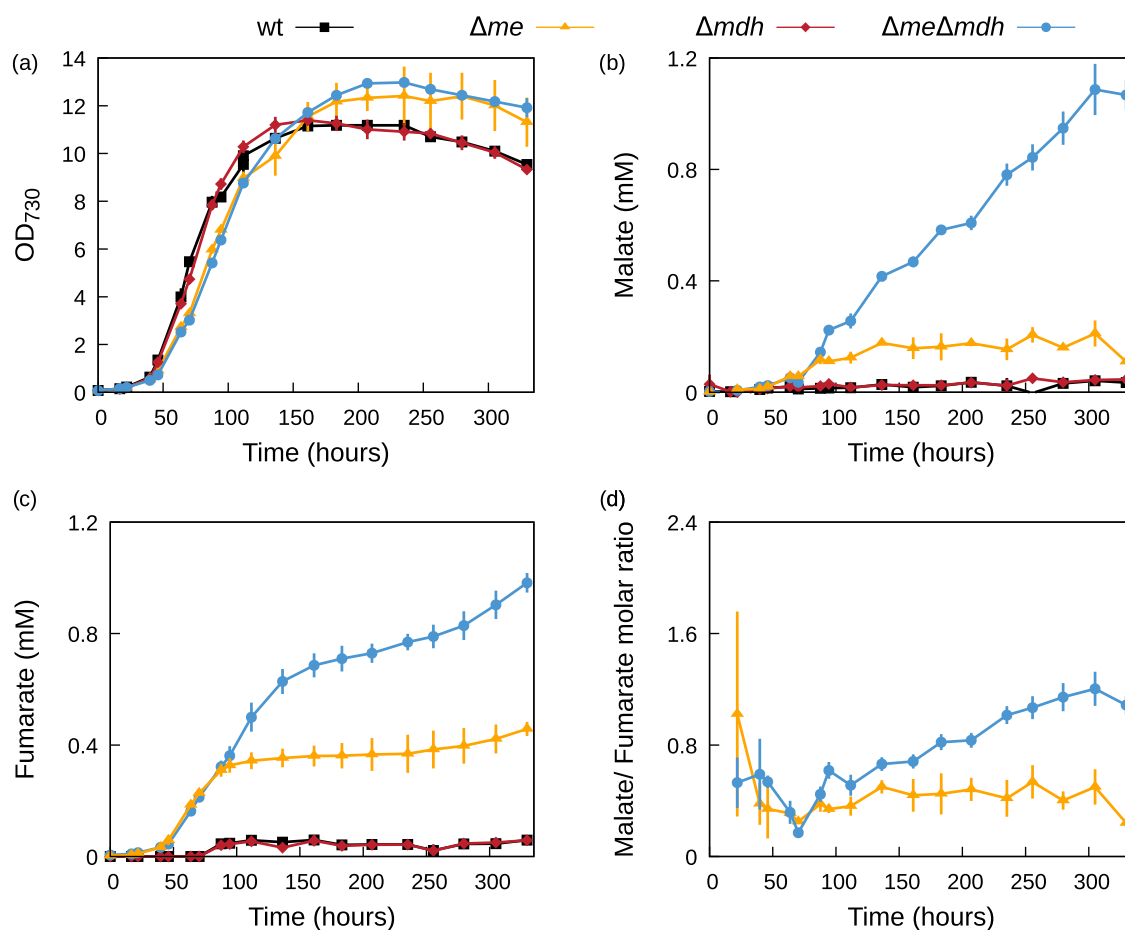 wt Δme Δmdh ΔmeΔmdh
(a)
14
12
10
8
6
4
2
0
OD730
0 50 100 150 200 250 300
Time (hours)
(b)
1.2
0.8
0.4
0
Malate (mM)
0 50 100 150 200 250 300
Time (hours)
(c)
1.2
0.8
0.4
0
Fumarate (mM)
0 50 100 150 200 250 300
Time (hours)
(d)
2.4
1.6
0.8
0
Malate/ Fumarate molar ratio
0 50 100 150 200 250 300
Time (hours)